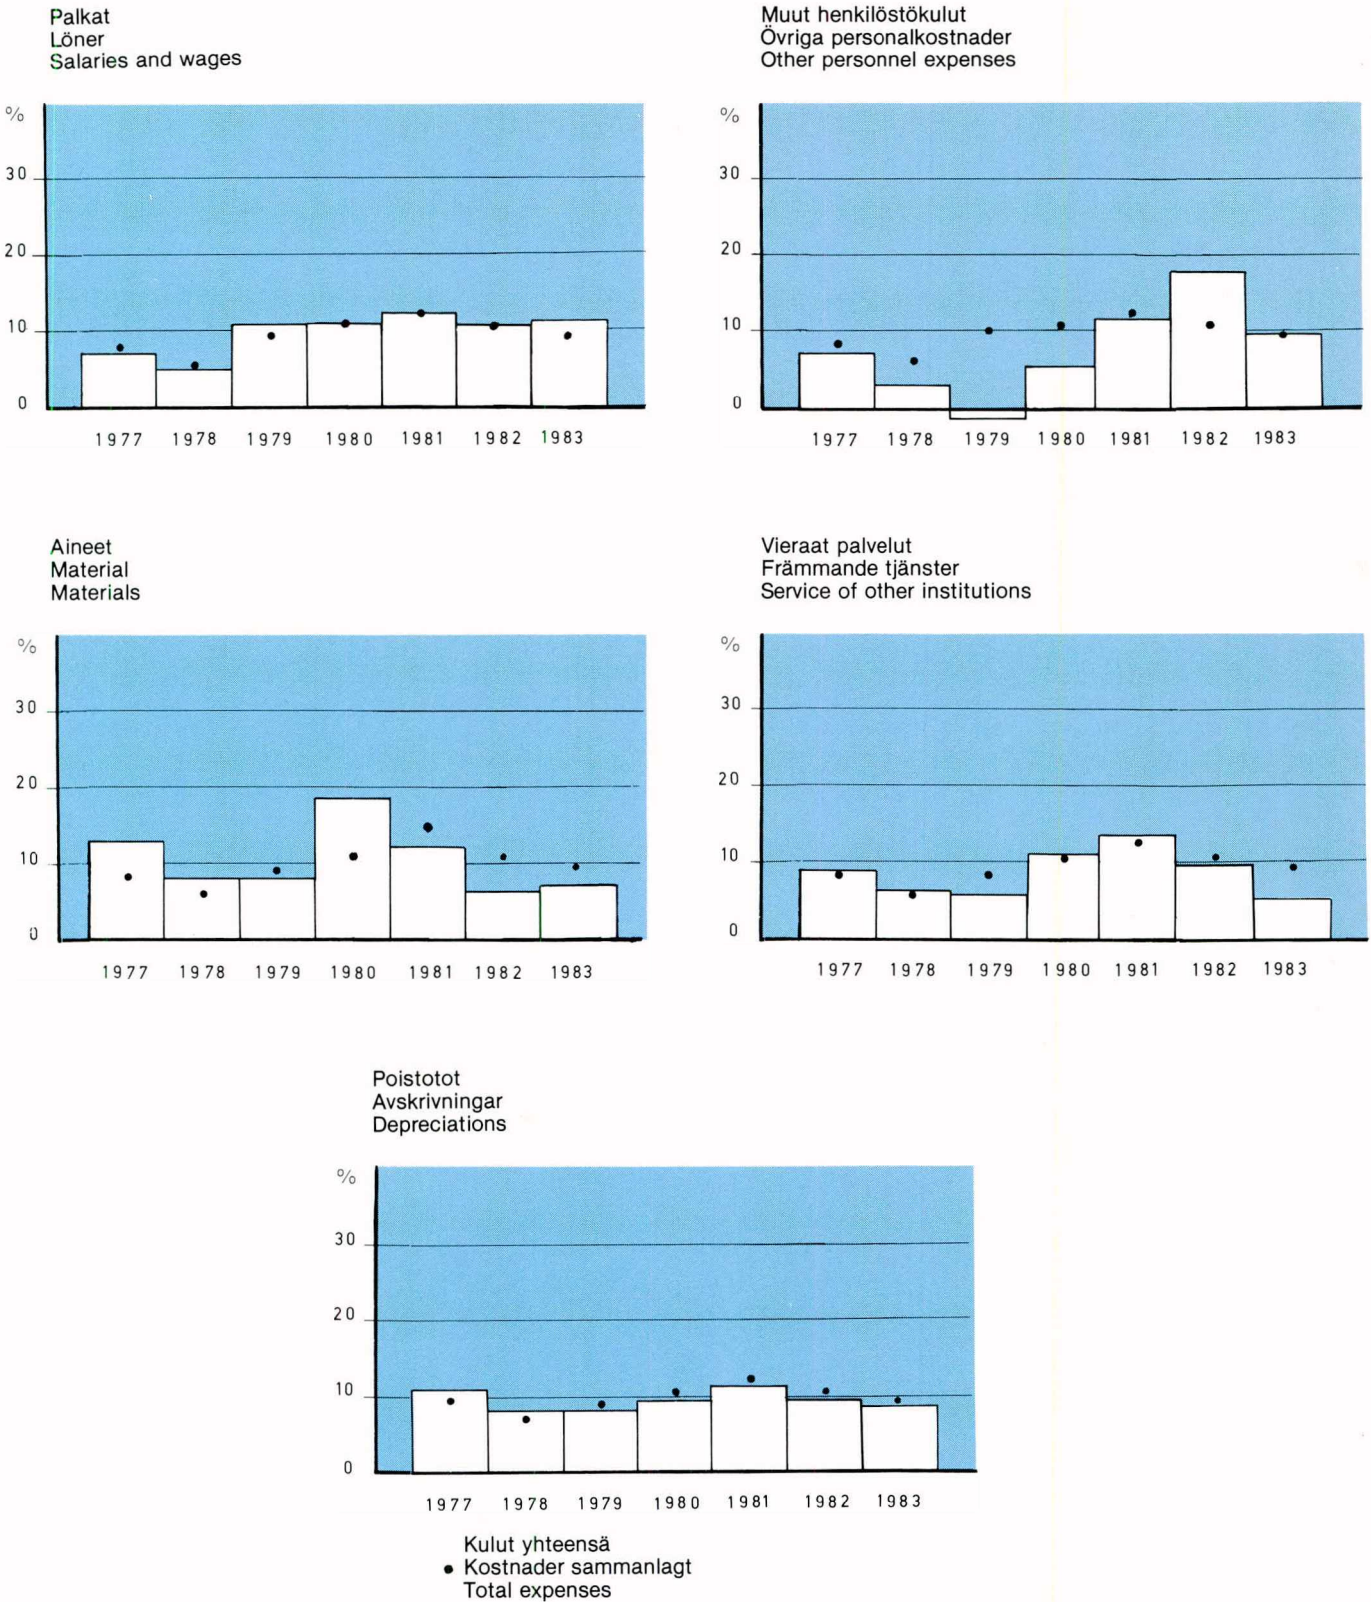 Palkat
Löner
Salaries and wages
%
30
20
10
0
1977 1978 1979 1980 1981 1982 1983
Muut henkilöstökulut
Övriga personalkostnader
Other personnel expenses
%
30
20
10
0
1977 1978 1979 1980 1981 1982 1983
Aineet
Material
Materials
%
30
20
10
0
1977 1978 1979 1980 1981 1982 1983
Vieraat palvelut
Främmande tjänster
Service of other institutions
%
30
20
10
0
1977 1978 1979 1980 1981 1982 1983
Poistotot
Avskrivningar
Depreciations
%
30
20
10
0
1977 1978 1979 1980 1981 1982 1983
Kulut yhteensä
• Kostnader sammanlagt
Total expenses